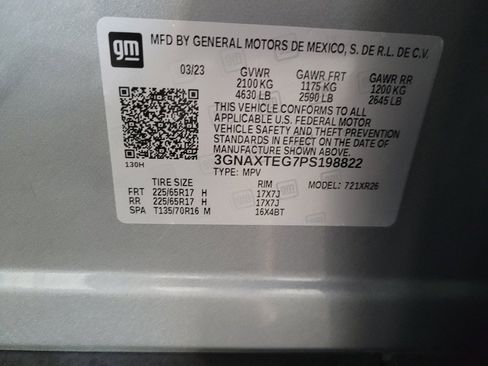 gm MFD BY GENERAL MOTORS DE MEXICO, S. DE R.L. DE C.V.
03/23 GVWR GAWR FRT GAWR RR
2100 KG 1175 KG 1200 KG
4630 LB 2590 LB 2645 LB
THIS VEHICLE CONFORMS TO ALL
APPLICABLE U.S. FEDERAL MOTOR
VEHICLE SAFETY AND THEFT PREVENTION
STANDARDS IN EFFECT ON THE DATE OF
MANUFACTURE SHOWN ABOVE.
3GNAXTEG7PS198822
130H TYPE: MPV
TIRE SIZE RIM MODEL: 721XR26
FRT 225/65R17 H 17X7J
RR 225/65R17 H 17X7J
SPA T135/70R16 M 16X4BT